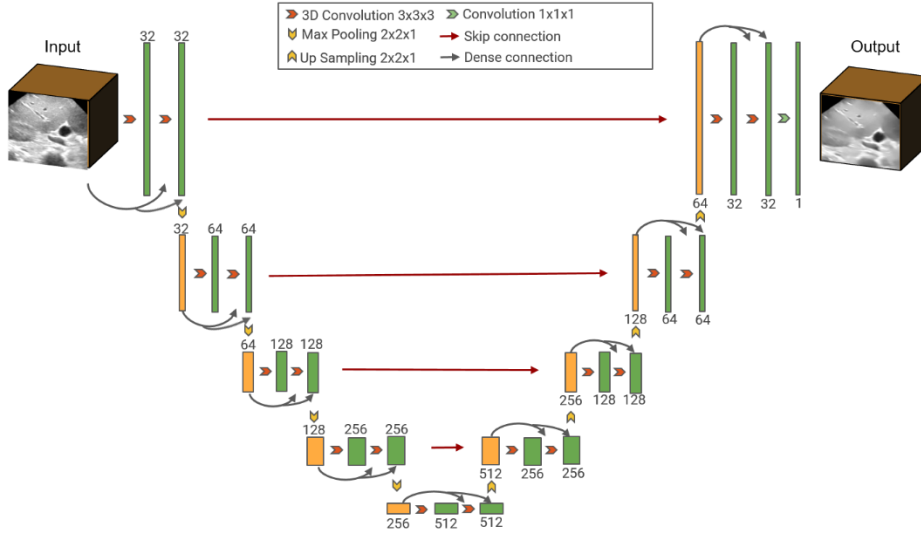 3D Convolution 3x3x3
Convolution 1x1x1
Max Pooling 2x2x1
Skip connection
Up Sampling 2x2x1
Dense connection
Input
Output
32 32
64 32 32 1
32 64 64
128 64 64
64 128 128
256 128 128
128 256 256
512 256 256
256 512 512